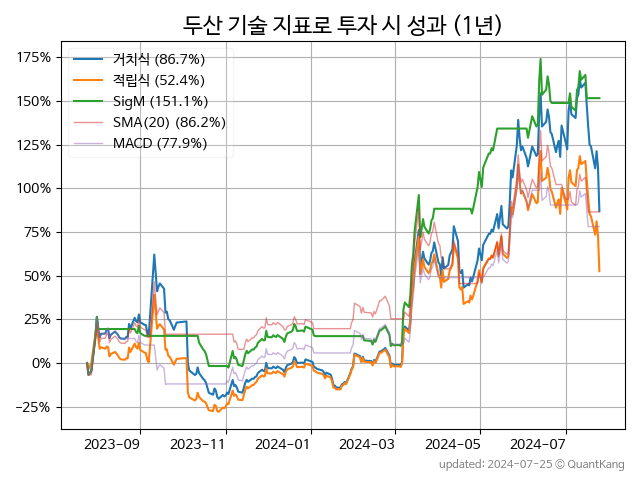 두산 기술 지표로 투자 시 성과 (1년)
거치식 (86.7%)
적립식 (52.4%)
SigM (151.1%)
SMA(20) (86.2%)
MACD (77.9%)
175%
150%
125%
100%
75%
50%
25%
0%
−25%
2023-09
2023-11
2024-01
2024-03
2024-05
2024-07
updated: 2024-07-25 © QuantKang